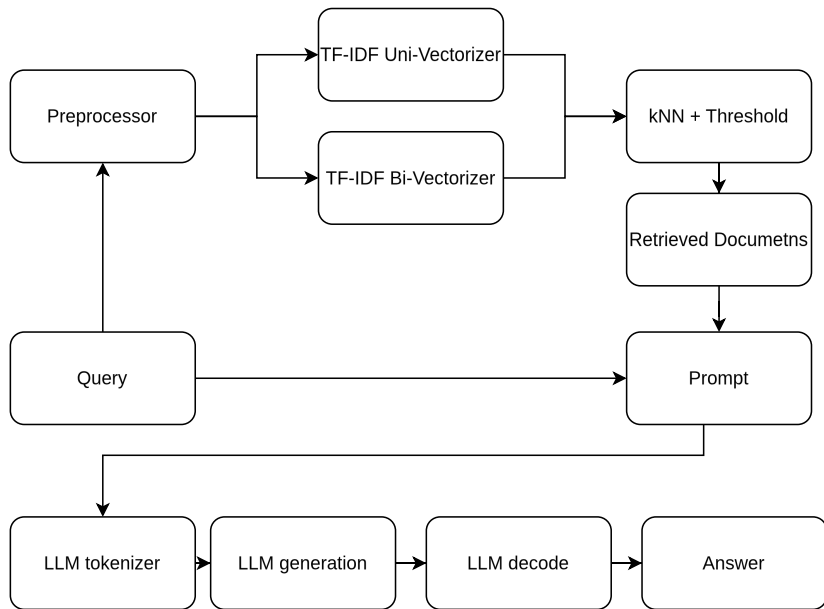 TF-IDF Uni-Vectorizer
Preprocessor
kNN + Threshold
TF-IDF Bi-Vectorizer
Retrieved Documetns
Query
Prompt
LLM tokenizer
LLM generation
LLM decode
Answer